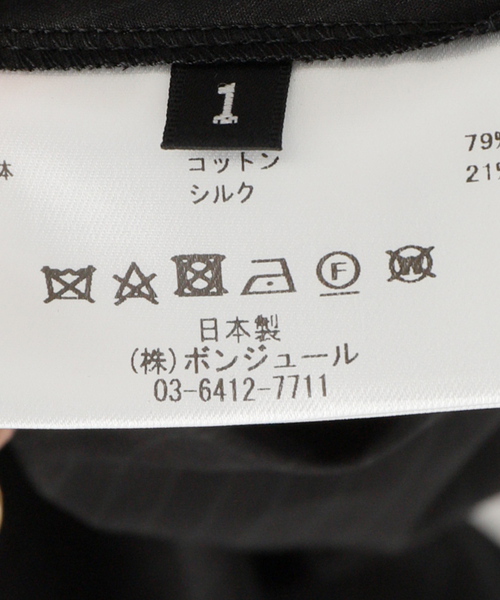 1
体
コットン 79%
シルク 21%
F
W
日本製
(株)ボンジュール
03-6412-7711